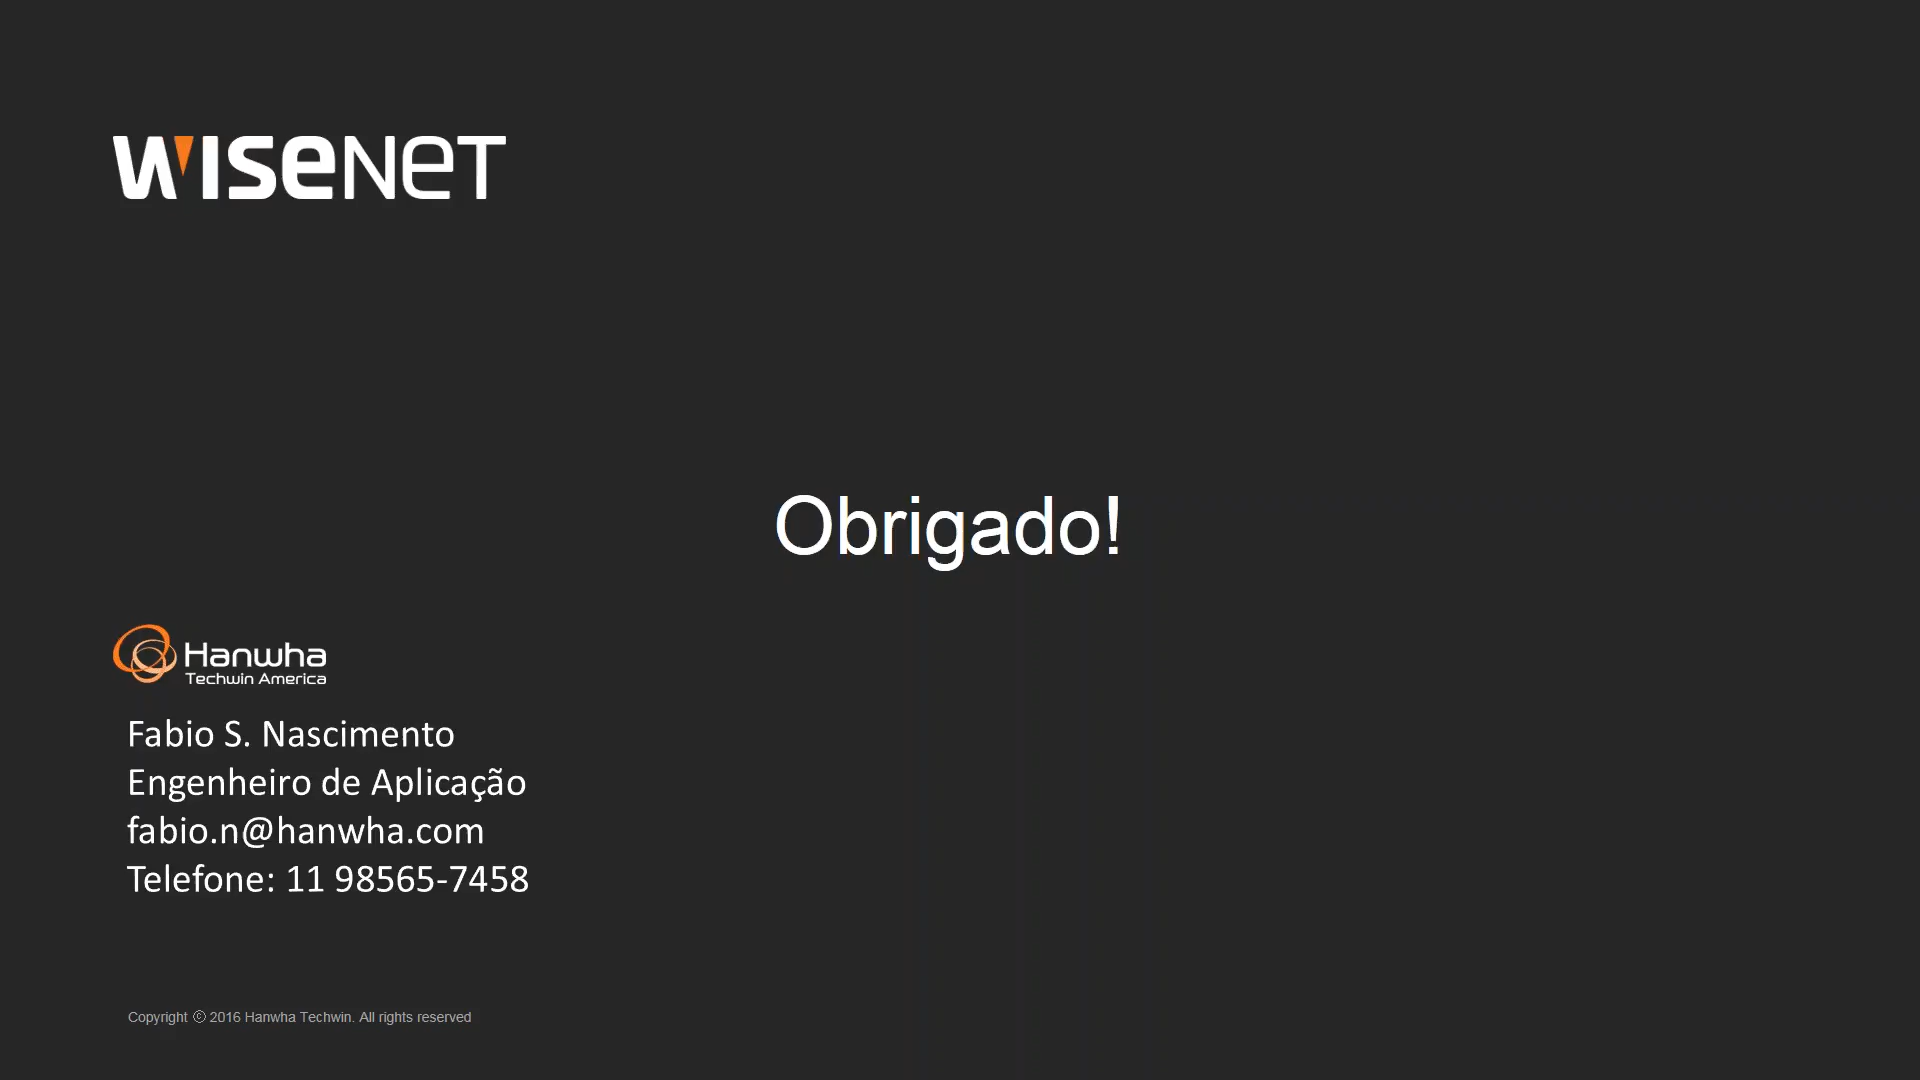 WISENET
Obrigado!
Hanwha
Techwin America
Fabio S. Nascimento
Engenheiro de Aplicação
fabio.n@hanwha.com
Telefone: 11 98565-7458
Copyright ⓒ 2016 Hanwha Techwin. All rights reserved